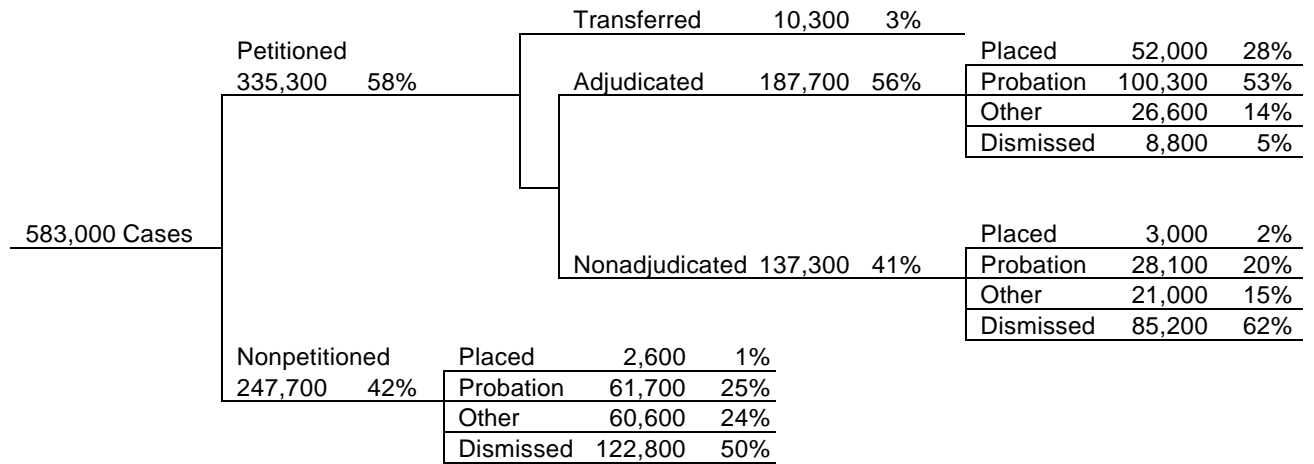 Transferred 10,300 3%
Petitioned
335,300 58%
Adjudicated 187,700 56%
Placed 52,000 28%
Probation 100,300 53%
Other 26,600 14%
Dismissed 8,800 5%
583,000 Cases
Nonadjudicated 137,300 41%
Placed 3,000 2%
Probation 28,100 20%
Other 21,000 15%
Dismissed 85,200 62%
Nonpetitioned
247,700 42%
Placed 2,600 1%
Probation 61,700 25%
Other 60,600 24%
Dismissed 122,800 50%